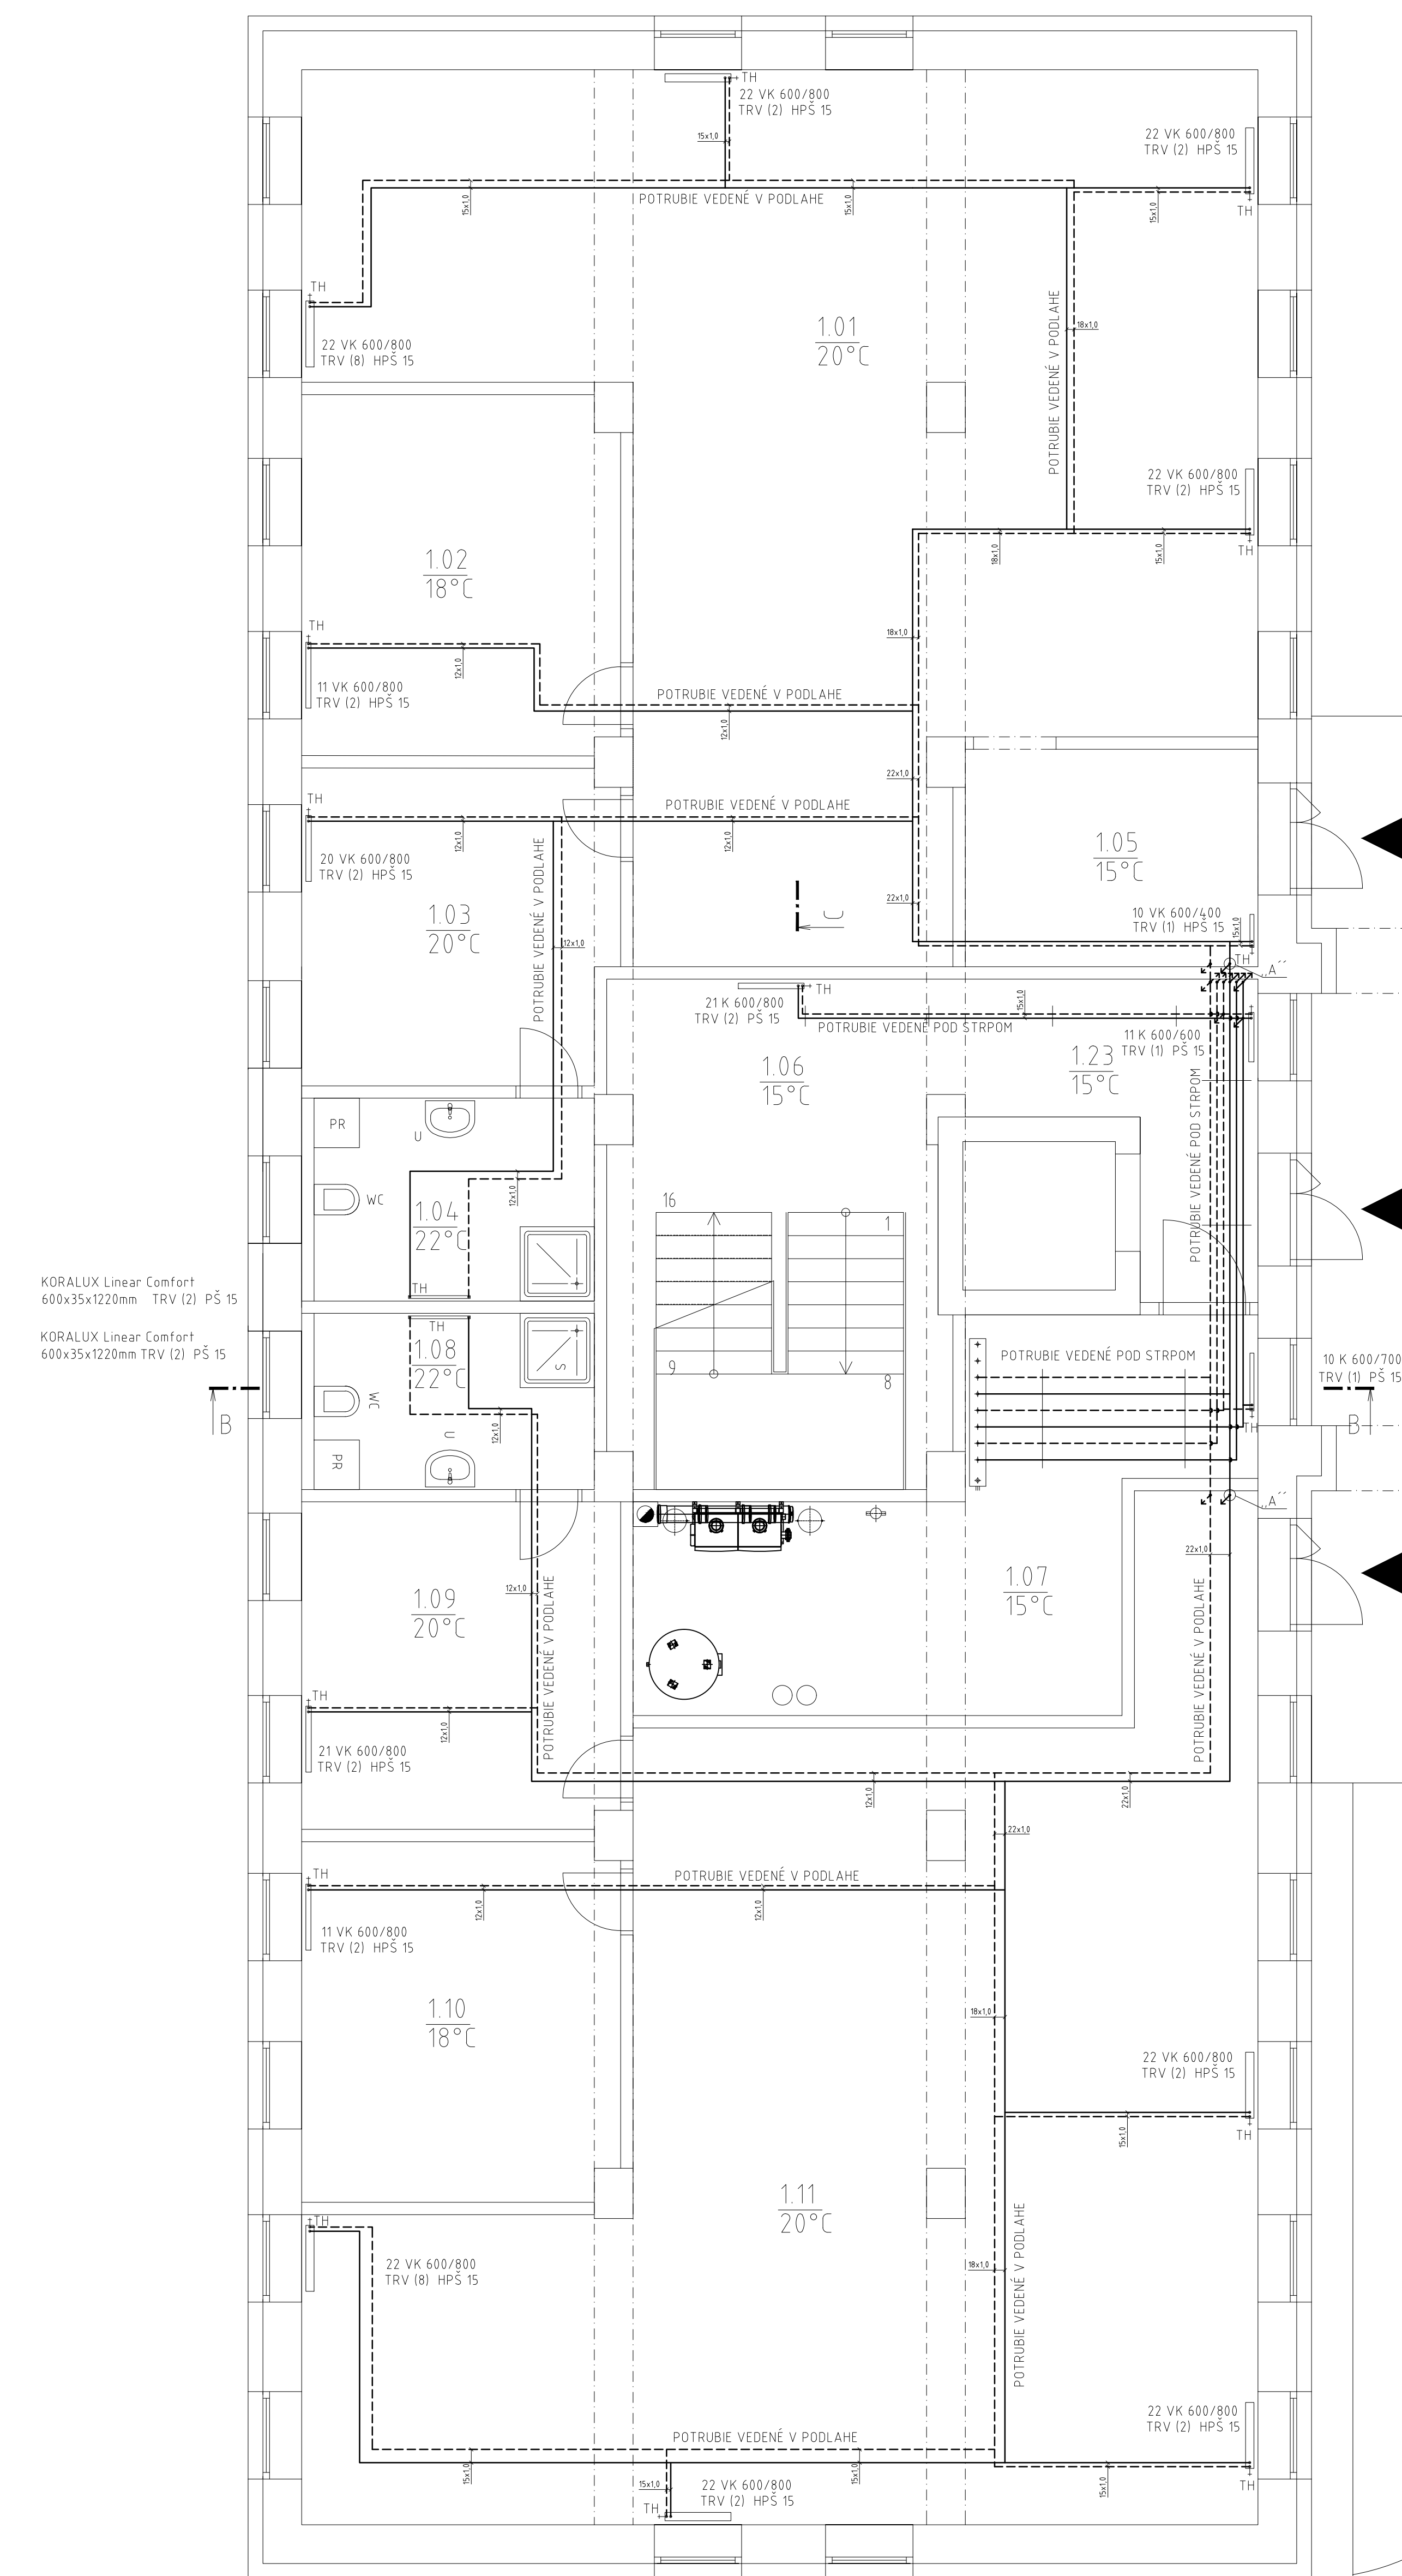 TH
22 VK 600/800
TRV (2) HPŠ 15
15x1,0
22 VK 600/800
TRV (2) HPŠ 15
TH
POTRUBIE VEDENÉ V PODLAHE
15x1,0
15x1,0
15x1,0
TH
22 VK 600/800
TRV (8) HPŠ 15
1.01
20°C
POTRUBIE VEDENÉ V PODLAHE
18x1,0
22 VK 600/800
TRV (2) HPŠ 15
TH
18x1,0
15x1,0
1.02
18°C
TH
11 VK 600/800
TRV (2) HPŠ 15
12x1,0
18x1,0
POTRUBIE VEDENÉ V PODLAHE
12x1,0
22x1,0
TH
POTRUBIE VEDENÉ V PODLAHE
12x1,0
12x1,0
20 VK 600/800
TRV (2) HPŠ 15
POTRUBIE VEDENÉ V PODLAHE
1.03
20°C
12x1,0
22x1,0
C
1.05
15°C
10 VK 600/400
TRV (1) HPŠ 15
15x1,0
TH
„A´´
21 K 600/800
TRV (2) PŠ 15
TH
15x1,0
POTRUBIE VEDENÉ POD STROPOM
11 K 600/600
TRV (1) PŠ 15
1.06
15°C
1.23
15°C
POTRUBIE VEDENÉ POD STRPOM
PR
U
WC
12x1,0
1.04
22°C
TH
16
1
9
8
KORALUX Linear Comfort
600x35x1220mm TRV (2) PŠ 15
KORALUX Linear Comfort
600x35x1220mm TRV (2) PŠ 15
TH
1.08
22°C
S
WC
U
PR
12x1,0
POTRUBIE VEDENÉ POD STRPOM
10 K 600/700
TRV (1) PŠ 15
TH
B
B
„A´´
22x1,0
1.09
20°C
12x1,0
POTRUBIE VEDENÉ V PODLAHE
1.07
15°C
POTRUBIE VEDENÉ V PODLAHE
TH
12x1,0
21 VK 600/800
TRV (2) HPŠ 15
12x1,0
22x1,0
22x1,0
TH
POTRUBIE VEDENÉ V PODLAHE
12x1,0
12x1,0
11 VK 600/800
TRV (2) HPŠ 15
1.10
18°C
18x1,0
22 VK 600/800
TRV (2) HPŠ 15
15x1,0
TH
1.11
20°C
TH
22 VK 600/800
TRV (8) HPŠ 15
18x1,0
POTRUBIE VEDENÉ V PODLAHE
22 VK 600/800
TRV (2) HPŠ 15
POTRUBIE VEDENÉ V PODLAHE
15x1,0
15x1,0
15x1,0
TH
15x1,0
22 VK 600/800
TRV (2) HPŠ 15
TH